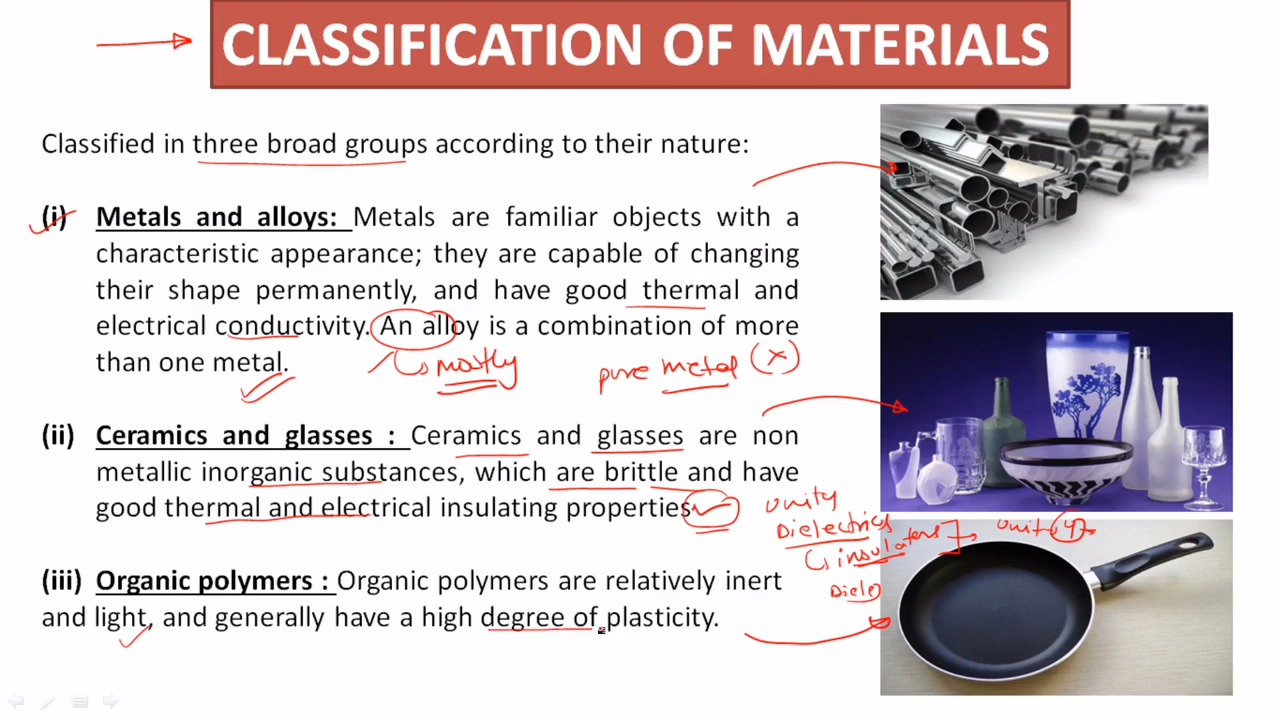 CLASSIFICATION OF MATERIALS
Classified in three broad groups according to their nature:
(i) Metals and alloys: Metals are familiar objects with a
characteristic appearance; they are capable of changing
their shape permanently, and have good thermal and
electrical conductivity. An alloy is a combination of more
than one metal.
mostly
pure metal (x)
(ii) Ceramics and glasses : Ceramics and glasses are non
metallic inorganic substances, which are brittle and have
good thermal and electrical insulating properties
unity
Dielectrics
insulators
unit 4
Diele
(iii) Organic polymers : Organic polymers are relatively inert
and light, and generally have a high degree of plasticity.